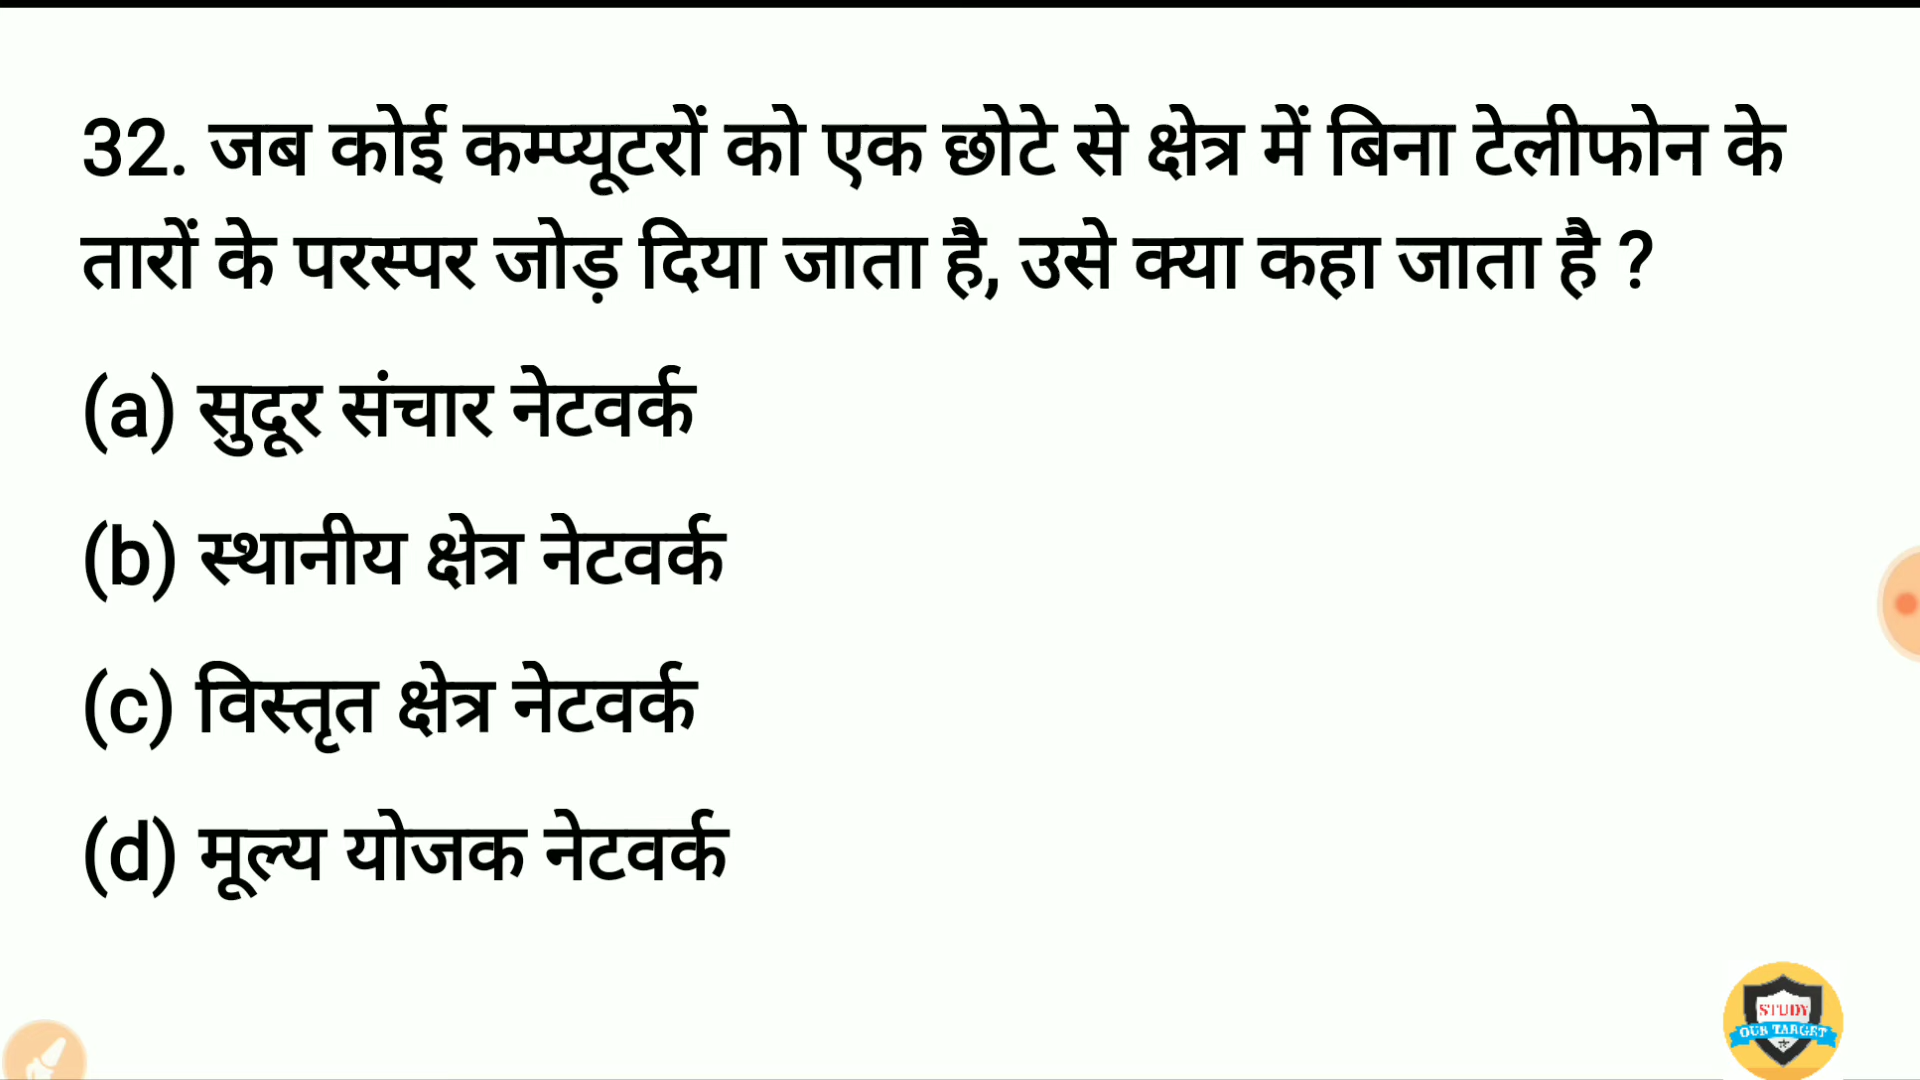 32. जब कोई कम्प्यूटरों को एक छोटे से क्षेत्र में बिना टेलीफोन के
तारों के परस्पर जोड़ दिया जाता है, उसे क्या कहा जाता है ?
(a) सुदूर संचार नेटवर्क
(b) स्थानीय क्षेत्र नेटवर्क
(c) विस्तृत क्षेत्र नेटवर्क
(d) मूल्य योजक नेटवर्क
STUDY
OUR TARGET